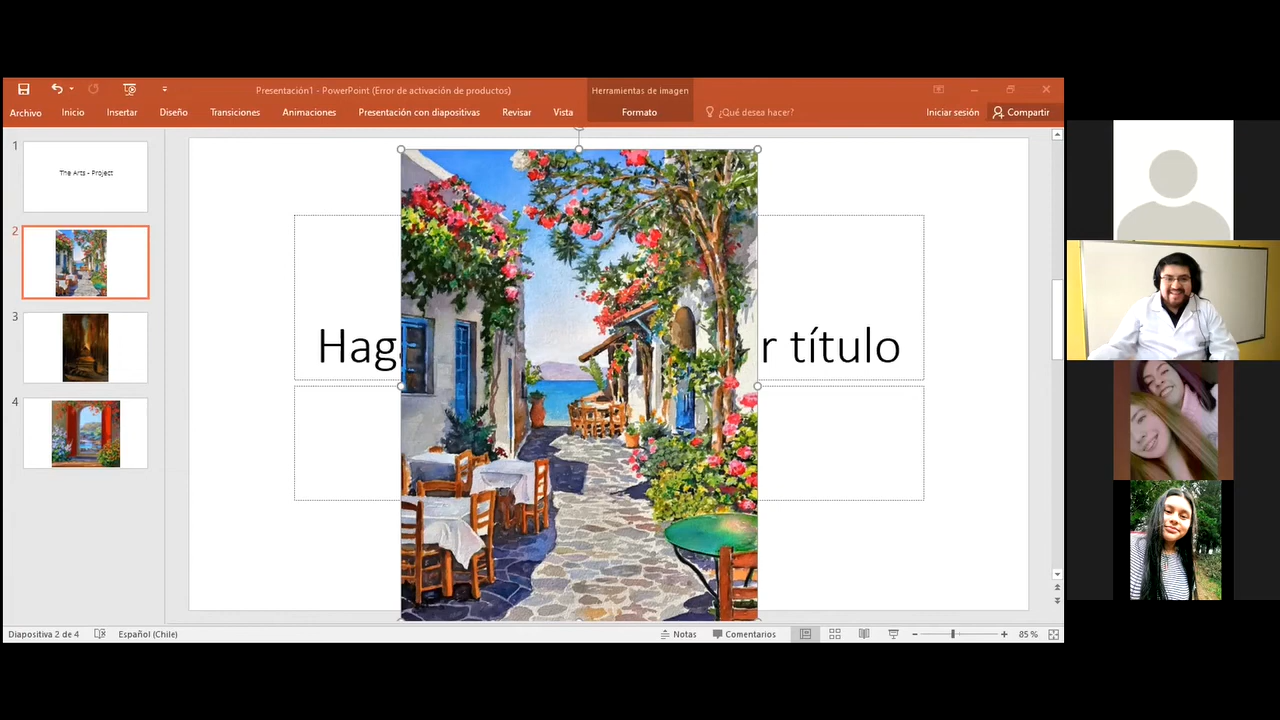 Presentación1 - PowerPoint (Error de activación de productos)
Herramientas de imagen
Archivo
Inicio
Insertar
Diseño
Transiciones
Animaciones
Presentación con diapositivas
Revisar
Vista
Formato
¿Qué desea hacer?
Iniciar sesión
Compartir
1
The Arts - Project
2
3
4
Hag
r título
Diapositiva 2 de 4
Español (Chile)
Notas
Comentarios
85 %